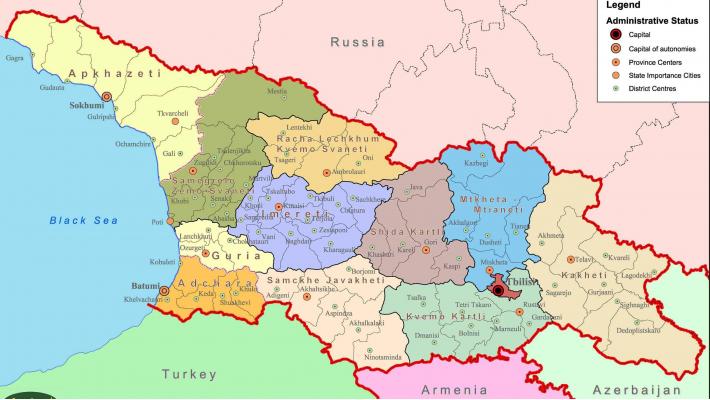 Legend
Administrative Status
Capital
Capital of autonomies
Province Centers
State Importance Cities
District Centres
Russia
Apkhazeti
Gagra
Gudauta
Sokhumi
Gulripshi
Tkvarcheli
Ochamchire
Gali
Mestia
Lentekhi
Racha Lechkhumi
Kvemo Svaneti
Tsageri
Oni
Ambrolauri
Kazbegi
Zugdidi
Tsalenjikha
Chkhorotsku
Martvili
Samegrelo
Zemo Svaneti
Khobi
Senaki
Abasha
Poti
Tskaltubo
Khoni
Kutaisi
Tkibuli
Sachkhere
Chiatura
Imereti
Samtredia
Terjola
Zestaponi
Vani
Baghdati
Kharagauli
Java
Shida Kartli
Gori
Kareli
Khashuri
Kaspi
Mtkheta -
Mtianeti
Akhalgori
Dusheti
Tianeti
Mtskheta
Tbilisi
Black Sea
Lanchkhuti
Ozurgeti
Chokhatauri
Guria
Kobuleti
Batumi
Adchara
Khelvachauri
Keda
Shuakhevi
Khulo
Samckhe Javakheti
Borjomi
Adigeni
Akhaltsikhe
Aspindza
Akhalkalaki
Ninotsminda
Tsalka
Tetri Tskaro
Kvemo Kartli
Dmanisi
Bolnisi
Marneuli
Rustavi
Gardabani
Akhmeta
Telavi
Kvareli
Kakheti
Lagodekhi
Sagarejo
Gurjaani
Sighnaghi
Dedoplistskaro
Turkey
Armenia
Azerbaijan